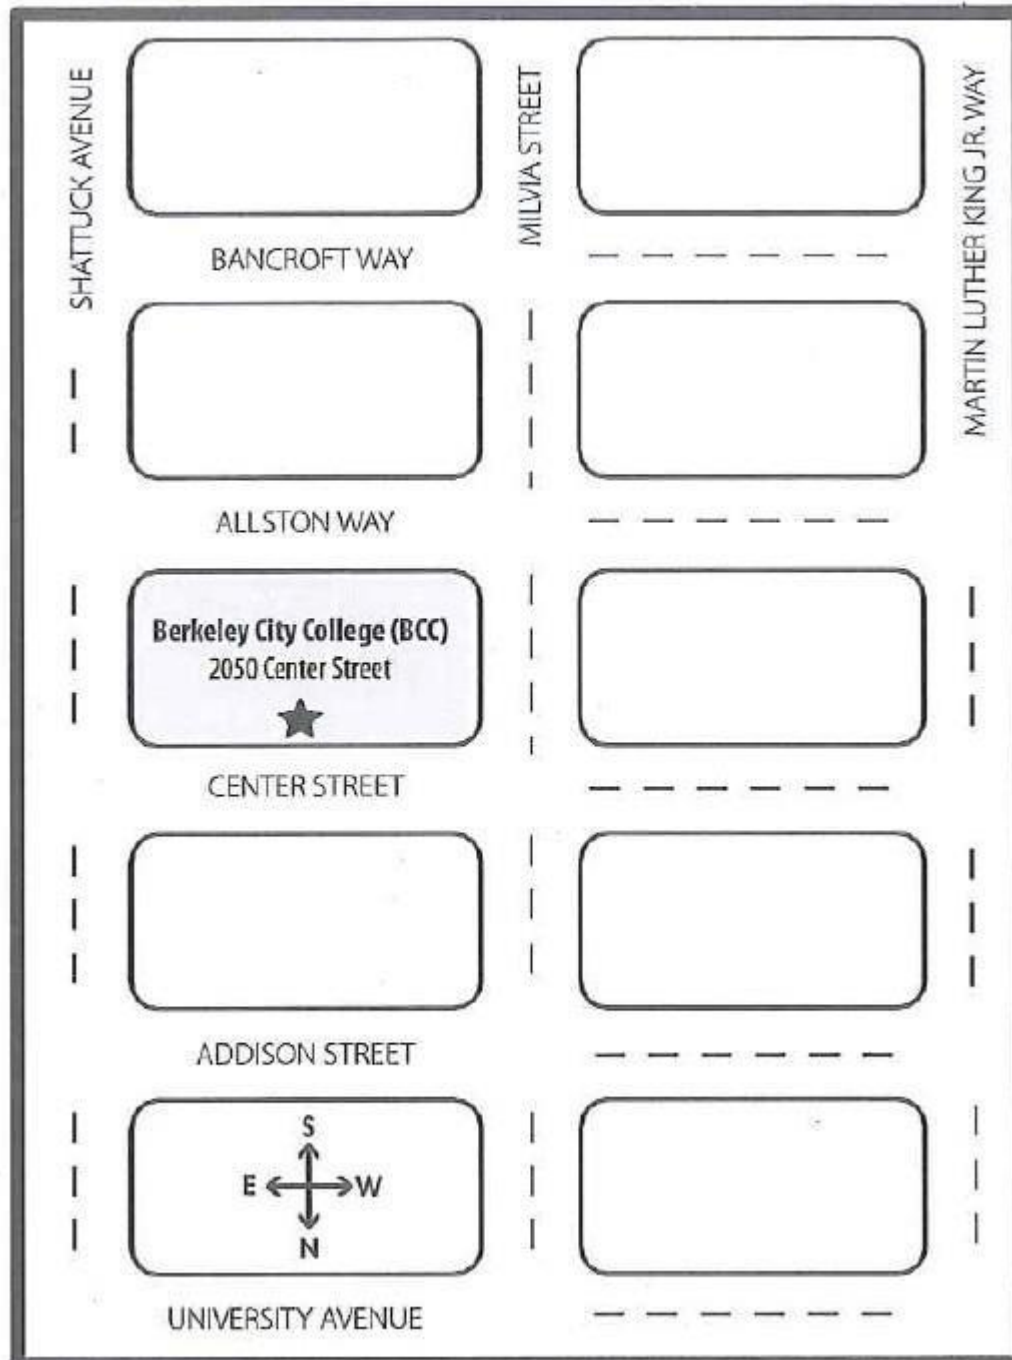 SHATTUCK AVENUE
MILVIA STREET
MARTIN LUTHER KING JR. WAY
BANCROFT WAY
ALLSTON WAY
Berkeley City College (BCC)
2050 Center Street
CENTER STREET
ADDISON STREET
S
E W
N
UNIVERSITY AVENUE